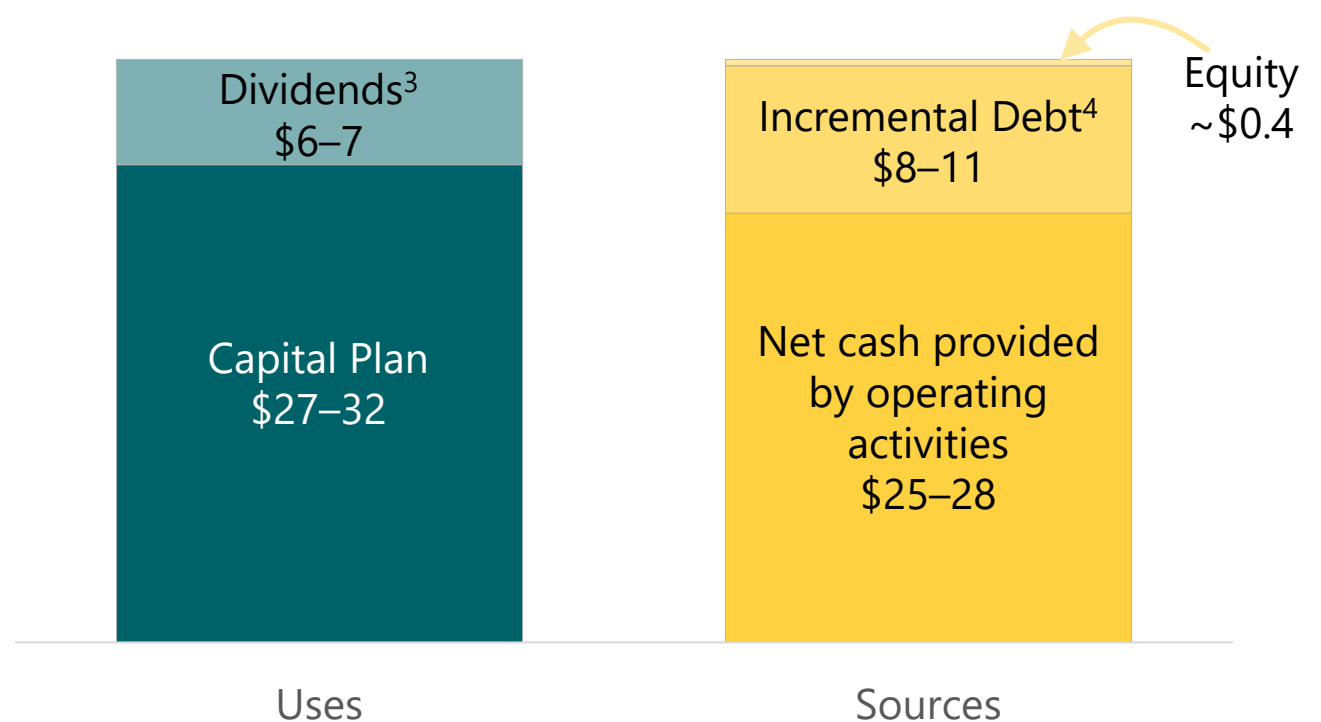 Dividends³
$6–7
Capital Plan
$27–32
Uses
Equity
~$0.4
Incremental Debt⁴
$8–11
Net cash provided
by operating
activities
$25–28
Sources